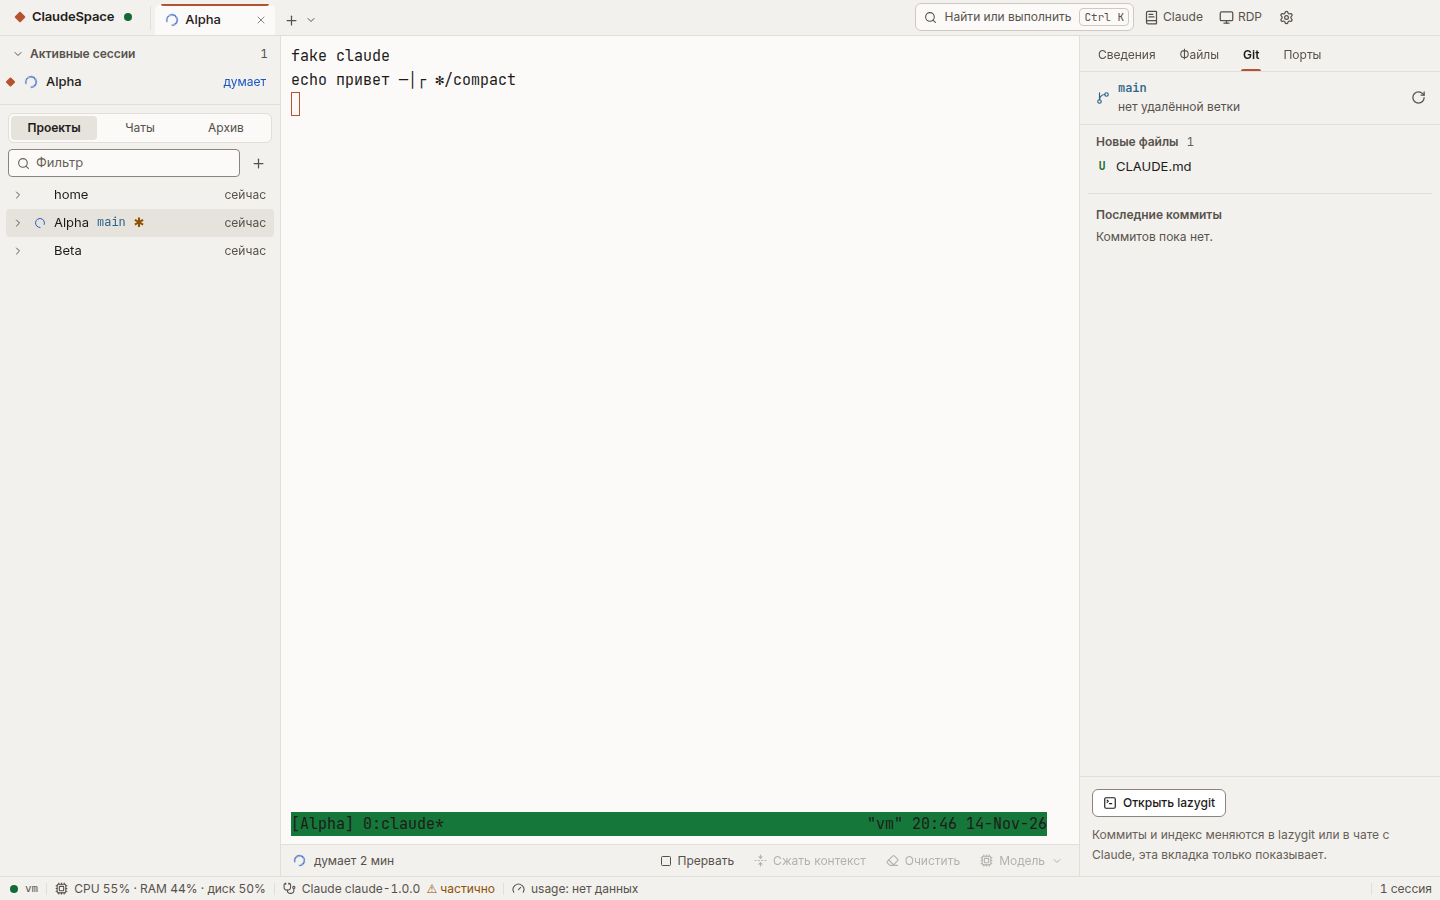 ClaudeSpace
Alpha
Найти или выполнить Ctrl K
Claude
RDP
Активные сессии 1
Alpha думает
Проекты Чаты Архив
Фильтр
home сейчас
Alpha main ✱ сейчас
Beta сейчас
fake claude
echo привет —│┌ ✻/compact
[Alpha] 0:claude* "vm" 20:46 14-Nov-26
думает 2 мин
Прервать Сжать контекст Очистить Модель
Сведения Файлы Git Порты
main
нет удалённой ветки
Новые файлы 1
U CLAUDE.md
Последние коммиты
Коммитов пока нет.
Открыть lazygit
Коммиты и индекс меняются в lazygit или в чате с
Claude, эта вкладка только показывает.
vm CPU 55% · RAM 44% · диск 50% Claude claude-1.0.0 ⚠ частично usage: нет данных 1 сессия